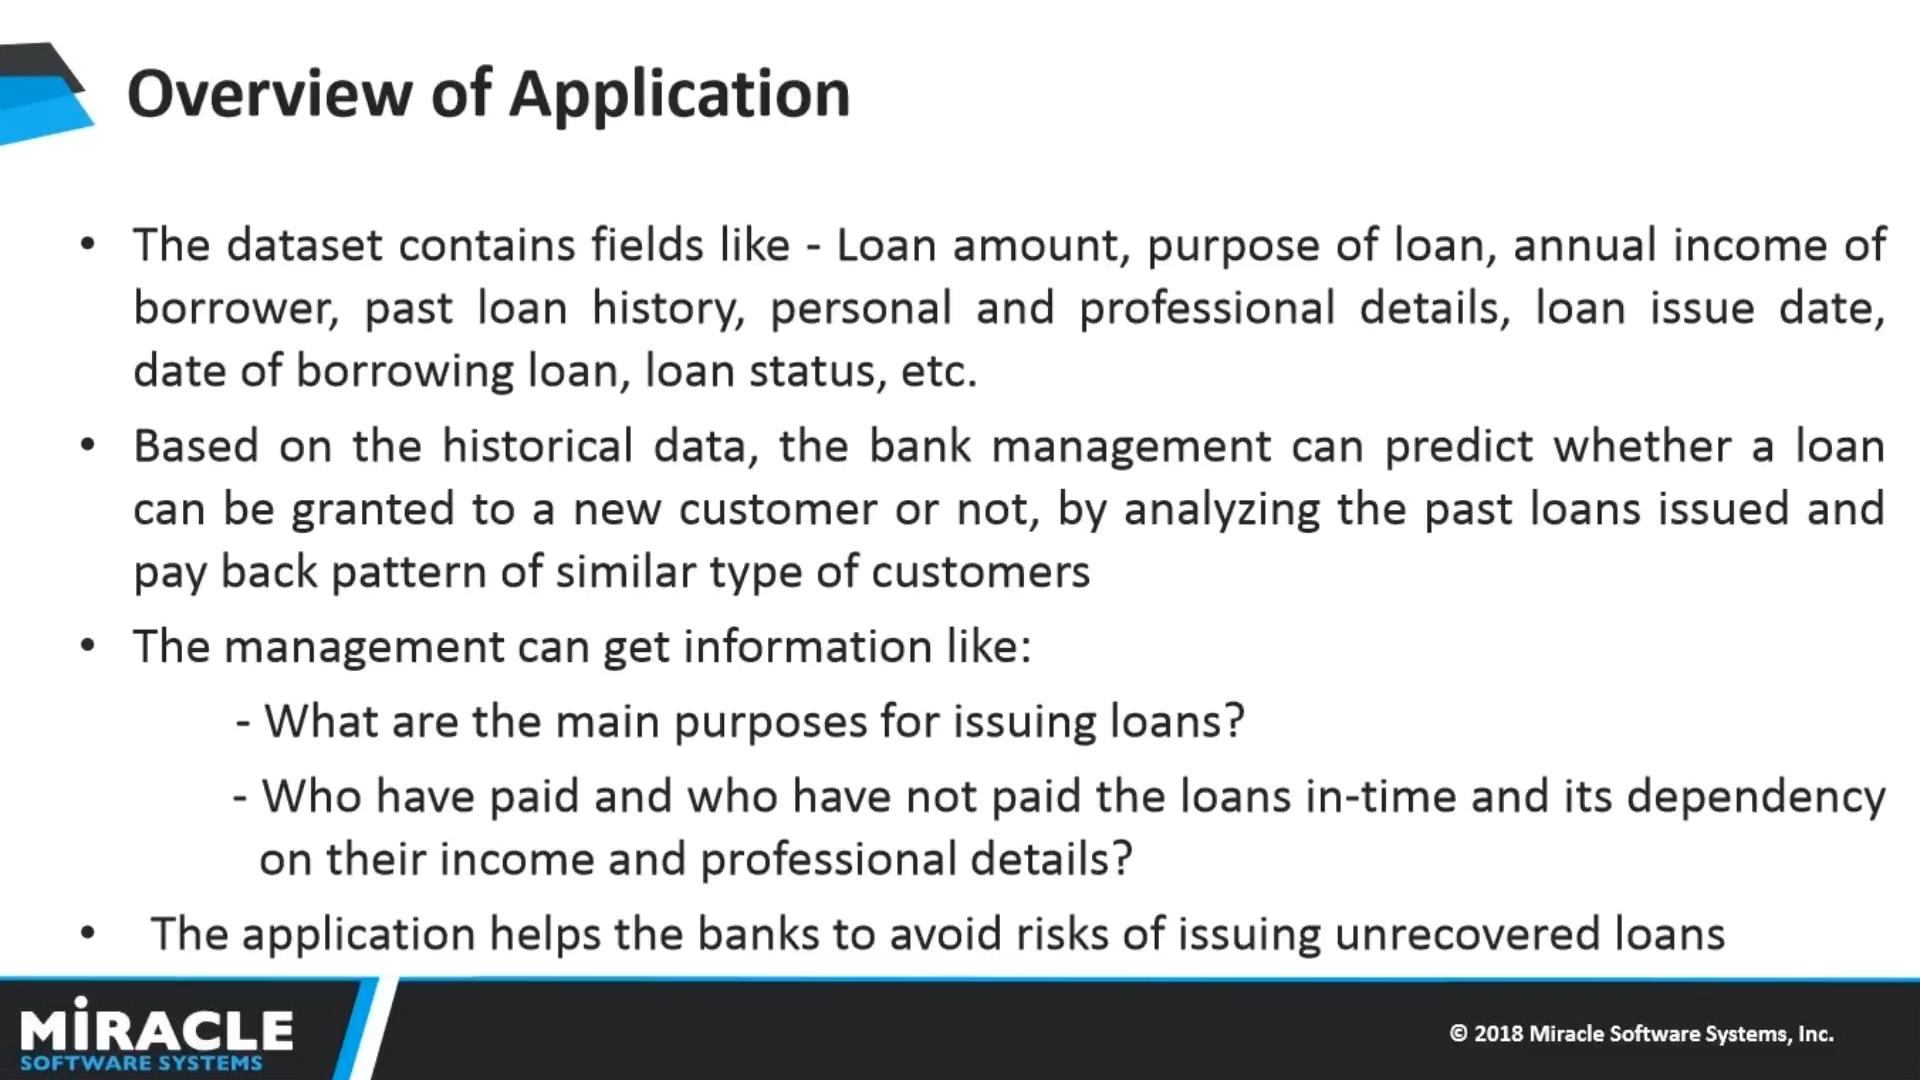 Overview of Application
• The dataset contains fields like - Loan amount, purpose of loan, annual income of
borrower, past loan history, personal and professional details, loan issue date,
date of borrowing loan, loan status, etc.
• Based on the historical data, the bank management can predict whether a loan
can be granted to a new customer or not, by analyzing the past loans issued and
pay back pattern of similar type of customers
• The management can get information like:
- What are the main purposes for issuing loans?
- Who have paid and who have not paid the loans in-time and its dependency
on their income and professional details?
• The application helps the banks to avoid risks of issuing unrecovered loans
MiRACLE
SOFTWARE SYSTEMS
© 2018 Miracle Software Systems, Inc.